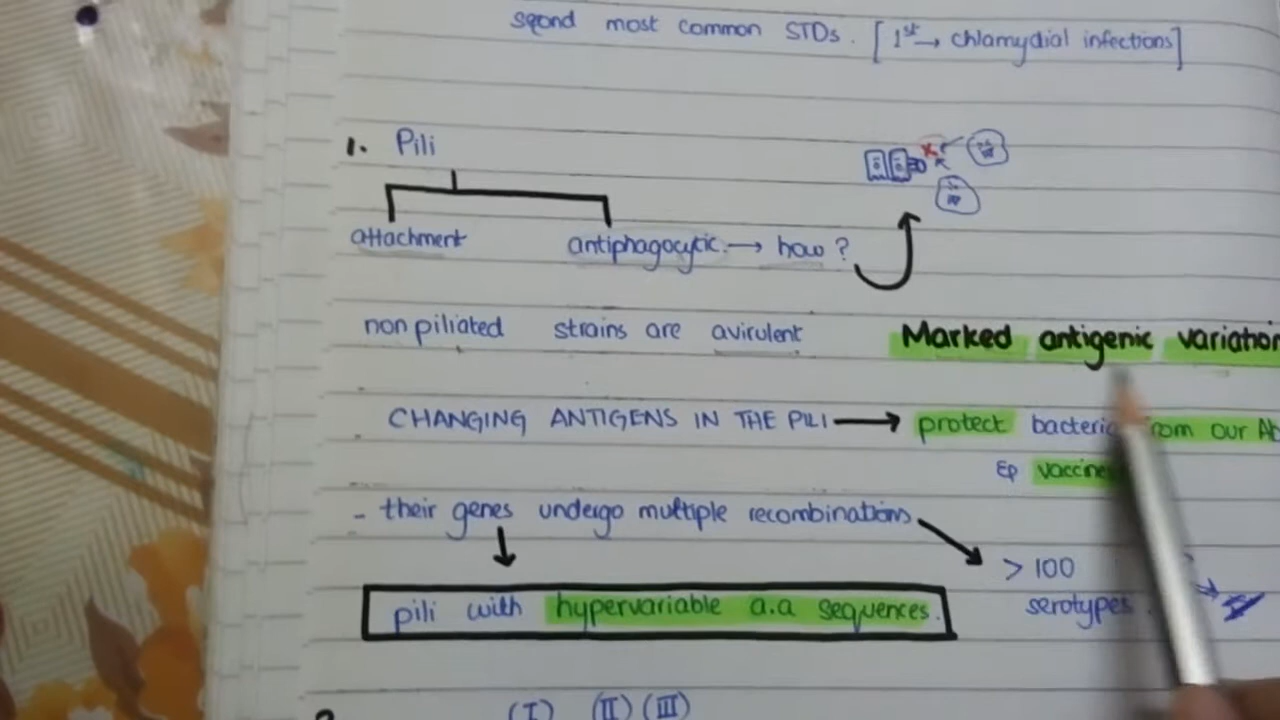 sqond most common STDs. [1st → chlamydial infections]
1. Pili
attachment antiphagocytic → how ?
non piliated strains are avirulent Marked antigenic variation
CHANGING ANTIGENS IN THE PILI → protect bacteria from our Ab
& vaccine
- their genes undergo multiple recombinations
> 100
serotypes.
pili with hypervariable a.a sequences.
(I) (II) (III)